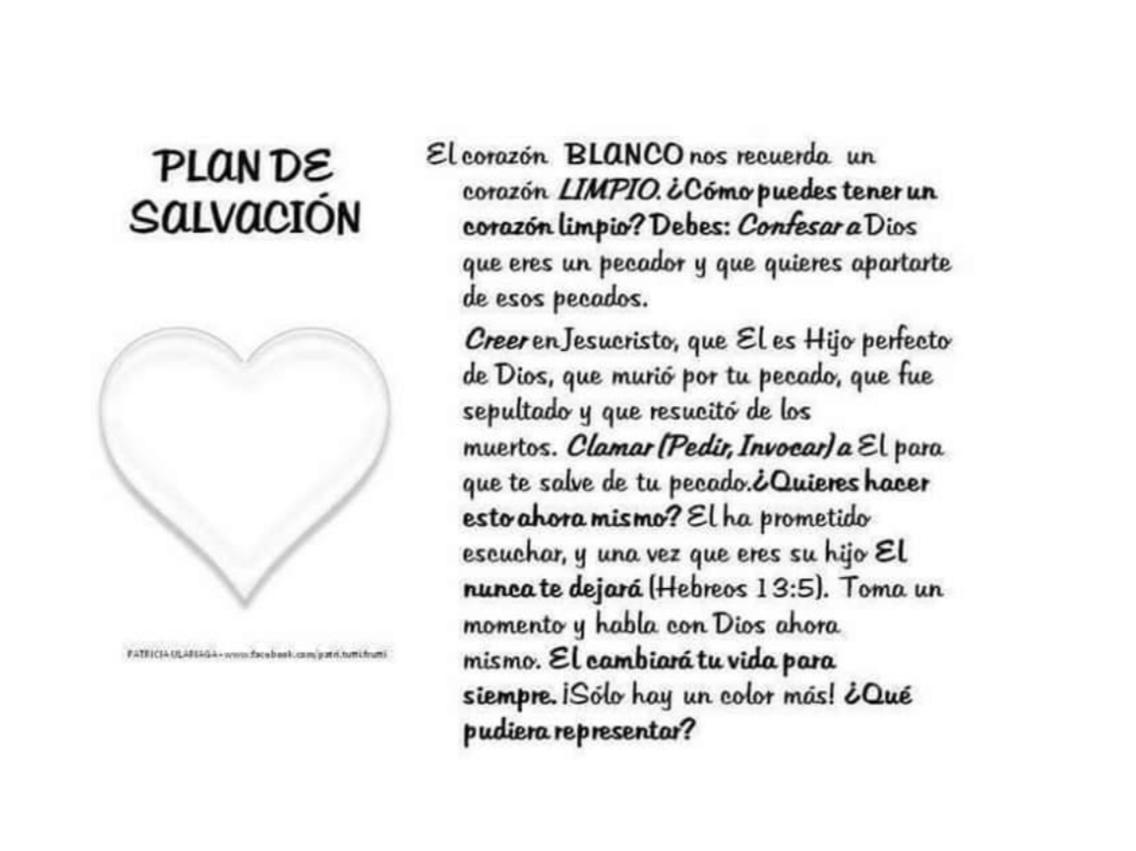 PLAN DE
SALVACIÓN
El corazón BLANCO nos recuerda un
corazón LIMPIO. ¿Cómo puedes tener un
corazón limpio? Debes: Confesar a Dios
que eres un pecador y que quieres apartarte
de esos pecados.
Creer en Jesucristo, que El es Hijo perfecto
de Dios, que murió por tu pecado, que fue
sepultado y que resucitó de los
muertos. Clamar (Pedir, Invocar) a El para
que te salve de tu pecado.¿Quieres hacer
esto ahora mismo? El ha prometido
escuchar, y una vez que eres su hijo El
nunca te dejará (Hebreos 13:5). Toma un
momento y habla con Dios ahora
mismo. El cambiará tu vida para
siempre. ¡Sólo hay un color más! ¿Qué
pudiera representar?
PATRICIA - www.facebook.com/patri.tuttifrutti